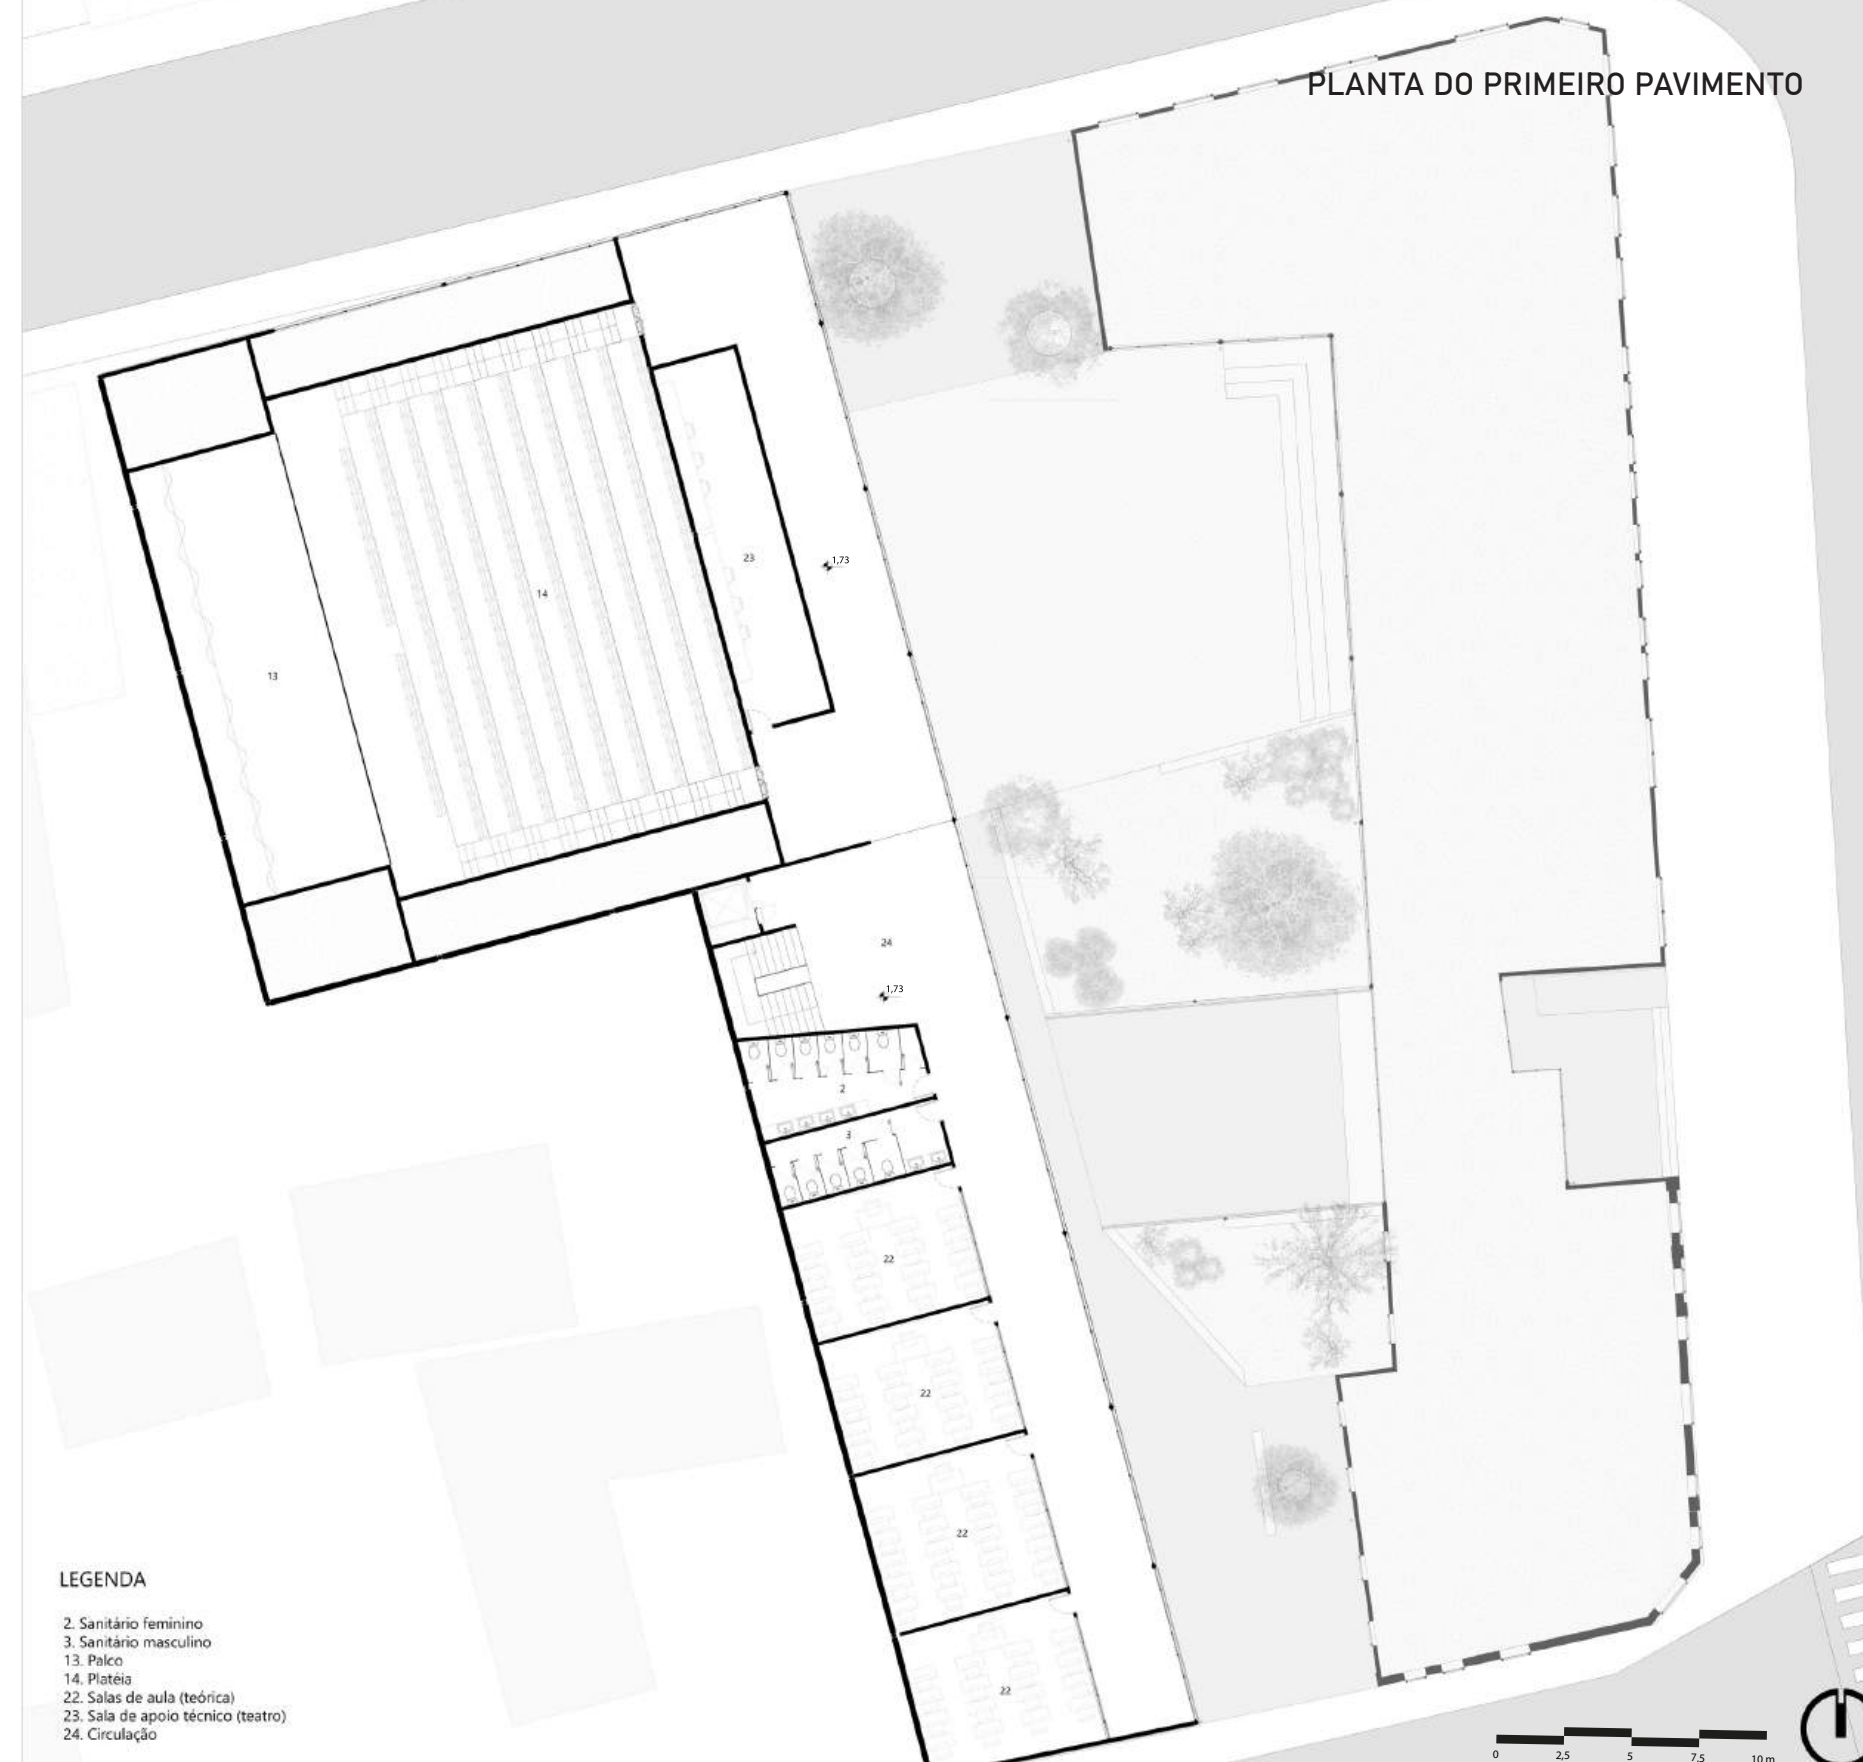 PLANTA DO PRIMEIRO PAVIMENTO
23
1,73
14
13
24
1,73
2
3
22
22
22
22
LEGENDA
2. Sanitário feminino
3. Sanitário masculino
13. Palco
14. Platéia
22. Salas de aula (teórica)
23. Sala de apoio técnico (teatro)
24. Circulação
0 2,5 5 7,5 10 m